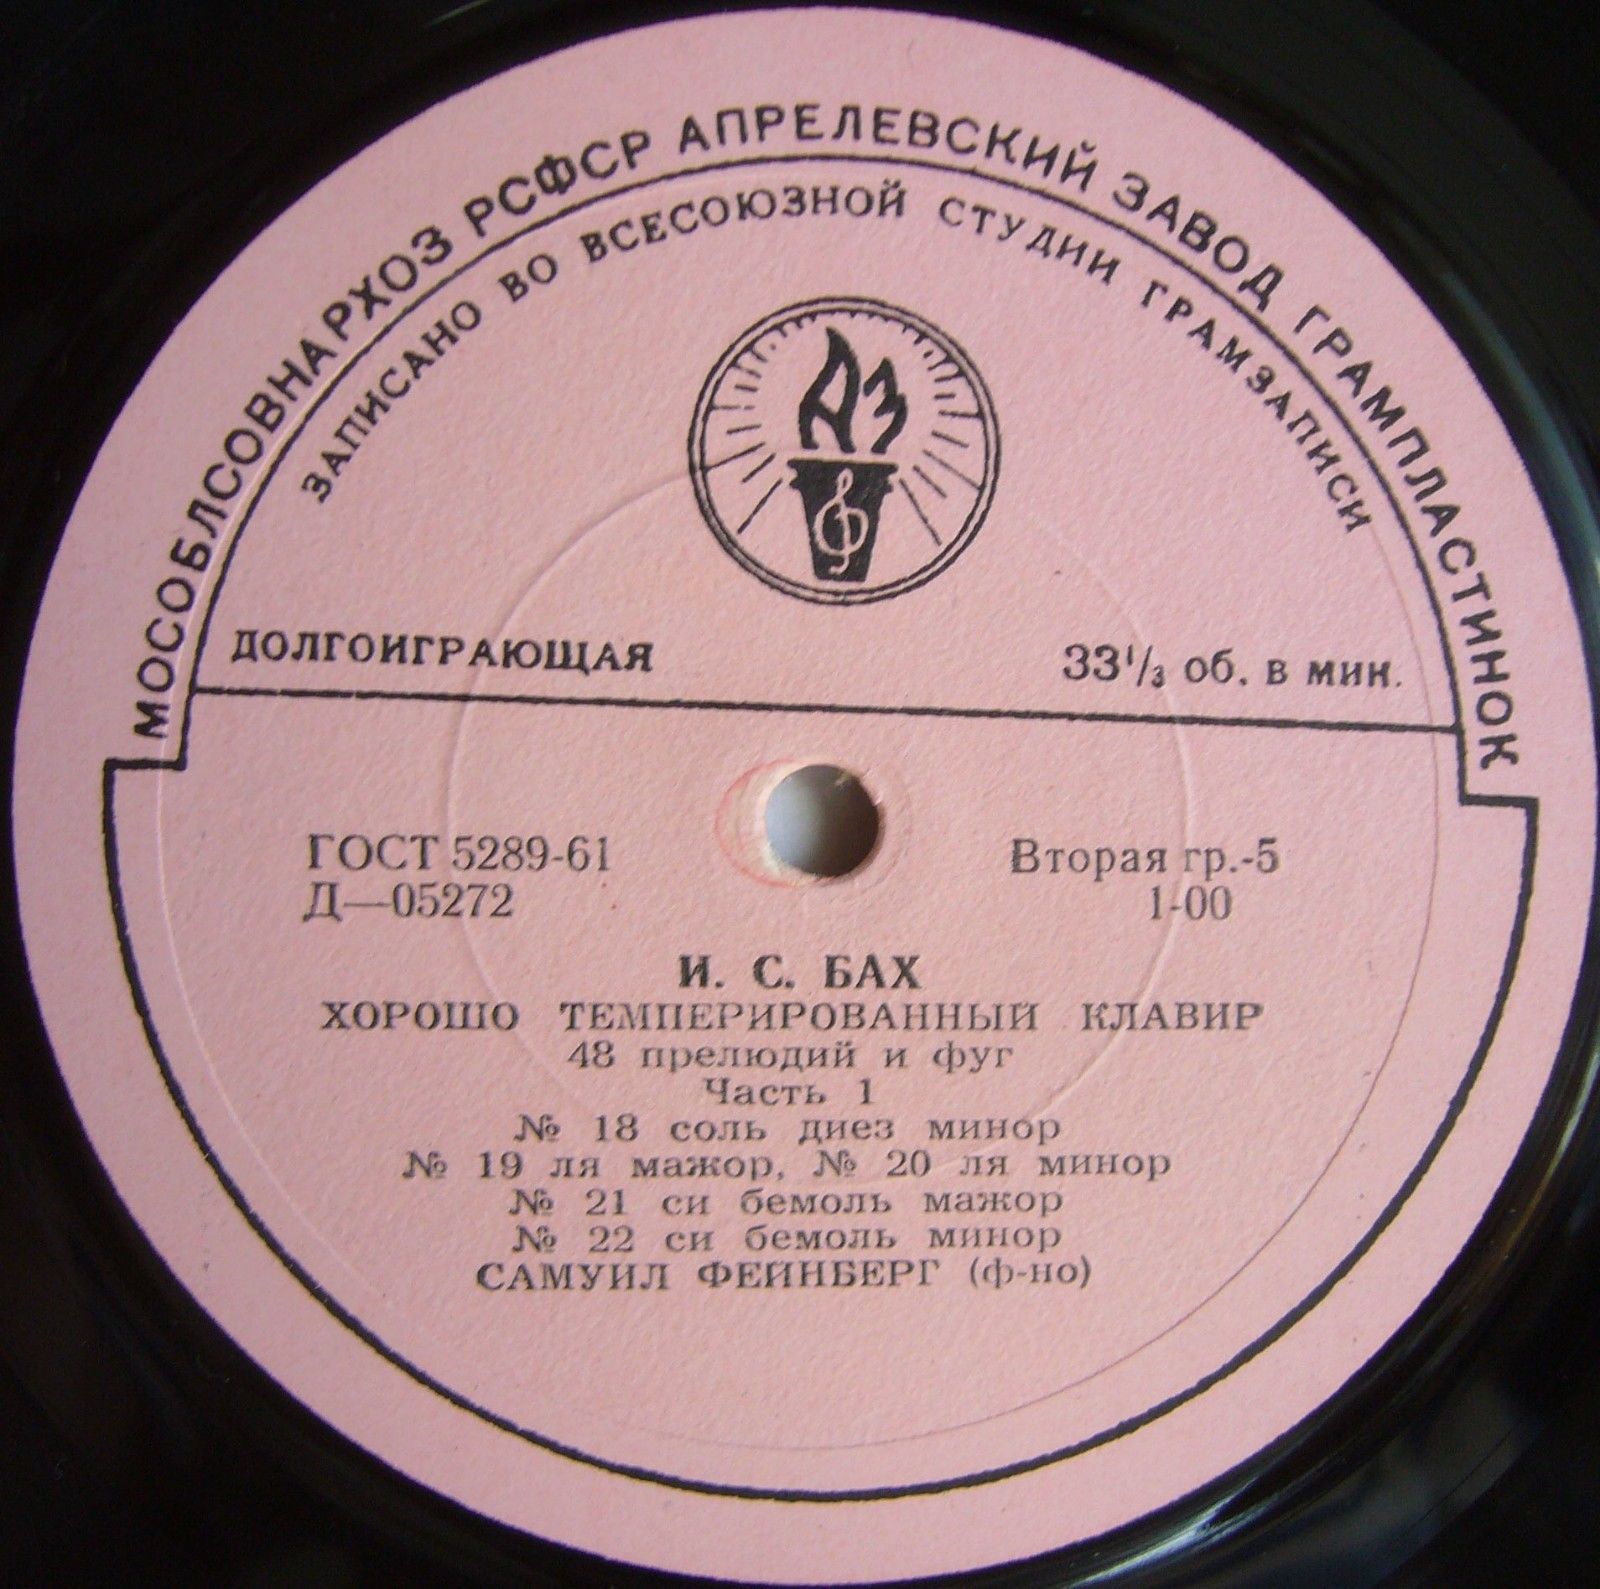 МОСОБЛСОВНАРХОЗ РСФСР АПРЕЛЕВСКИЙ ЗАВОД ГРАМПЛАСТИНОК
ЗАПИСАНО ВО ВСЕСОЮЗНОЙ СТУДИИ ГРАМЗАПИСИ
АЗ
ДОЛГОИГРАЮЩАЯ 33 1/3 об. в мин.
ГОСТ 5289-61 Вторая гр.-5
Д—05272 1-00
И. С. БАХ
ХОРОШО ТЕМПЕРИРОВАННЫЙ КЛАВИР
48 прелюдий и фуг
Часть 1
№ 18 соль диез минор
№ 19 ля мажор, № 20 ля минор
№ 21 си бемоль мажор
№ 22 си бемоль минор
САМУИЛ ФЕЙНБЕРГ (ф-но)